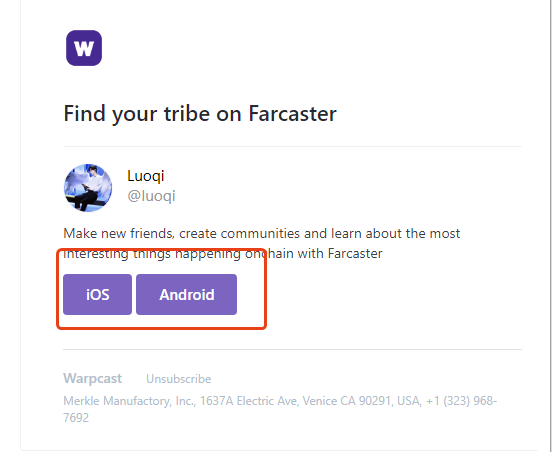 W
Find your tribe on Farcaster
Luoqi
@luoqi
Make new friends, create communities and learn about the most
interesting things happening onchain with Farcaster
iOS Android
Warpcast Unsubscribe
Merkle Manufactory, Inc., 1637A Electric Ave, Venice CA 90291, USA, +1 (323) 968-
7692